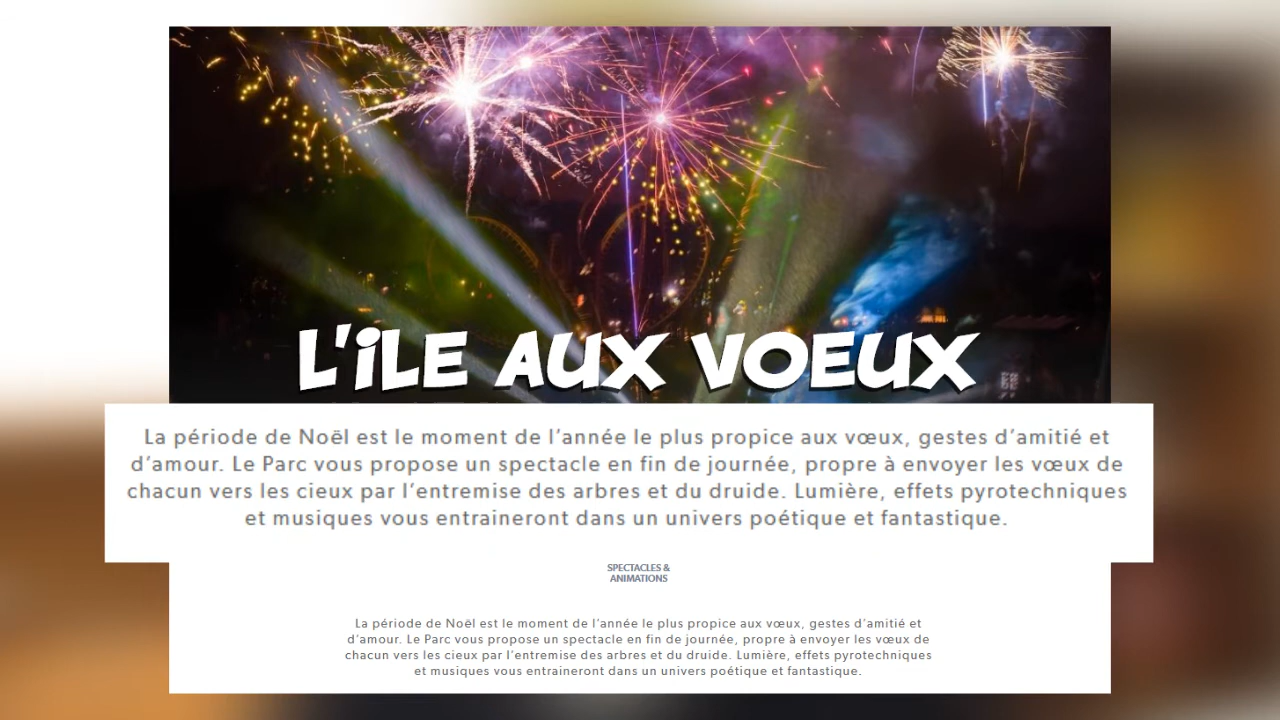 L'ILE AUX VOEUX
La période de Noël est le moment de l'année le plus propice aux vœux, gestes d'amitié et
d'amour. Le Parc vous propose un spectacle en fin de journée, propre à envoyer les vœux de
chacun vers les cieux par l'entremise des arbres et du druide. Lumière, effets pyrotechniques
et musiques vous entraineront dans un univers poétique et fantastique.
SPECTACLES &
ANIMATIONS
La période de Noël est le moment de l'année le plus propice aux vœux, gestes d'amitié et
d'amour. Le Parc vous propose un spectacle en fin de journée, propre à envoyer les vœux de
chacun vers les cieux par l'entremise des arbres et du druide. Lumière, effets pyrotechniques
et musiques vous entraineront dans un univers poétique et fantastique.